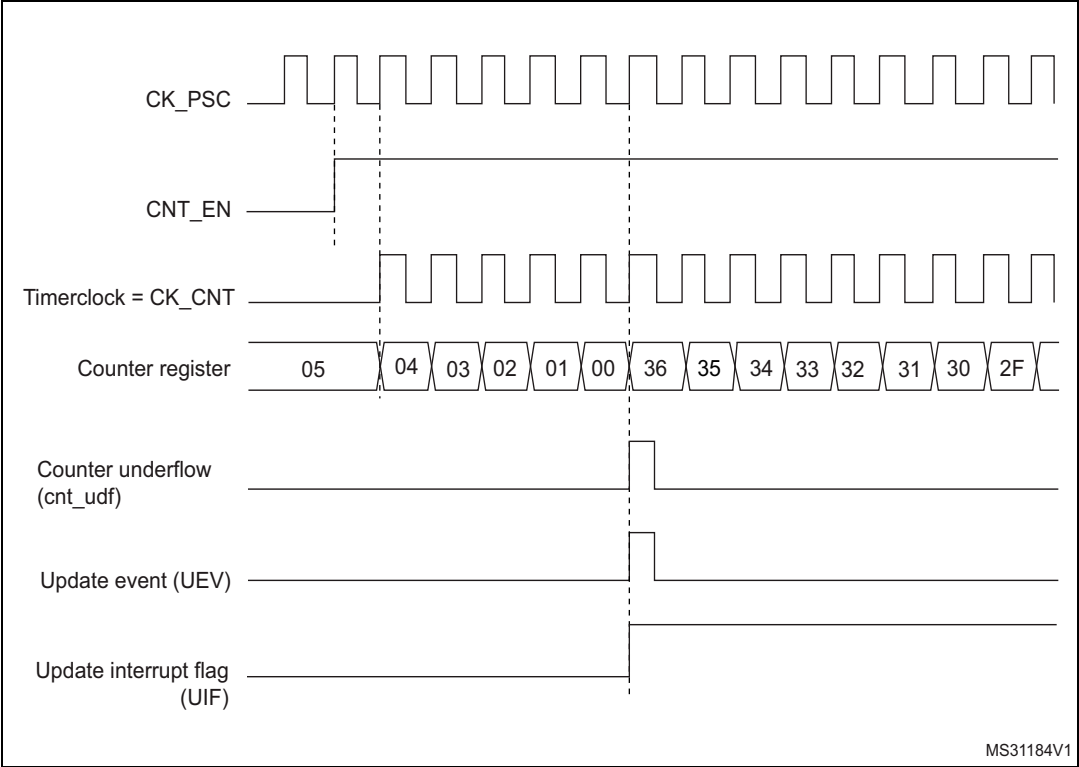 CK_PSC
CNT_EN
Timerclock = CK_CNT
Counter register
05 04 03 02 01 00 36 35 34 33 32 31 30 2F
Counter underflow
(cnt_udf)
Update event (UEV)
Update interrupt flag
(UIF)
MS31184V1